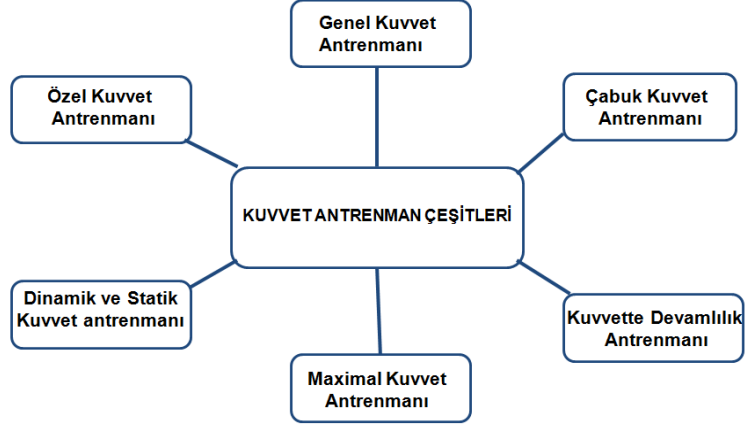 Genel Kuvvet
Antrenmanı
Özel Kuvvet
Antrenmanı
Çabuk Kuvvet
Antrenmanı
KUVVET ANTRENMAN ÇEŞİTLERİ
Dinamik ve Statik
Kuvvet antrenmanı
Kuvvette Devamlılık
Antrenmanı
Maximal Kuvvet
Antrenmanı